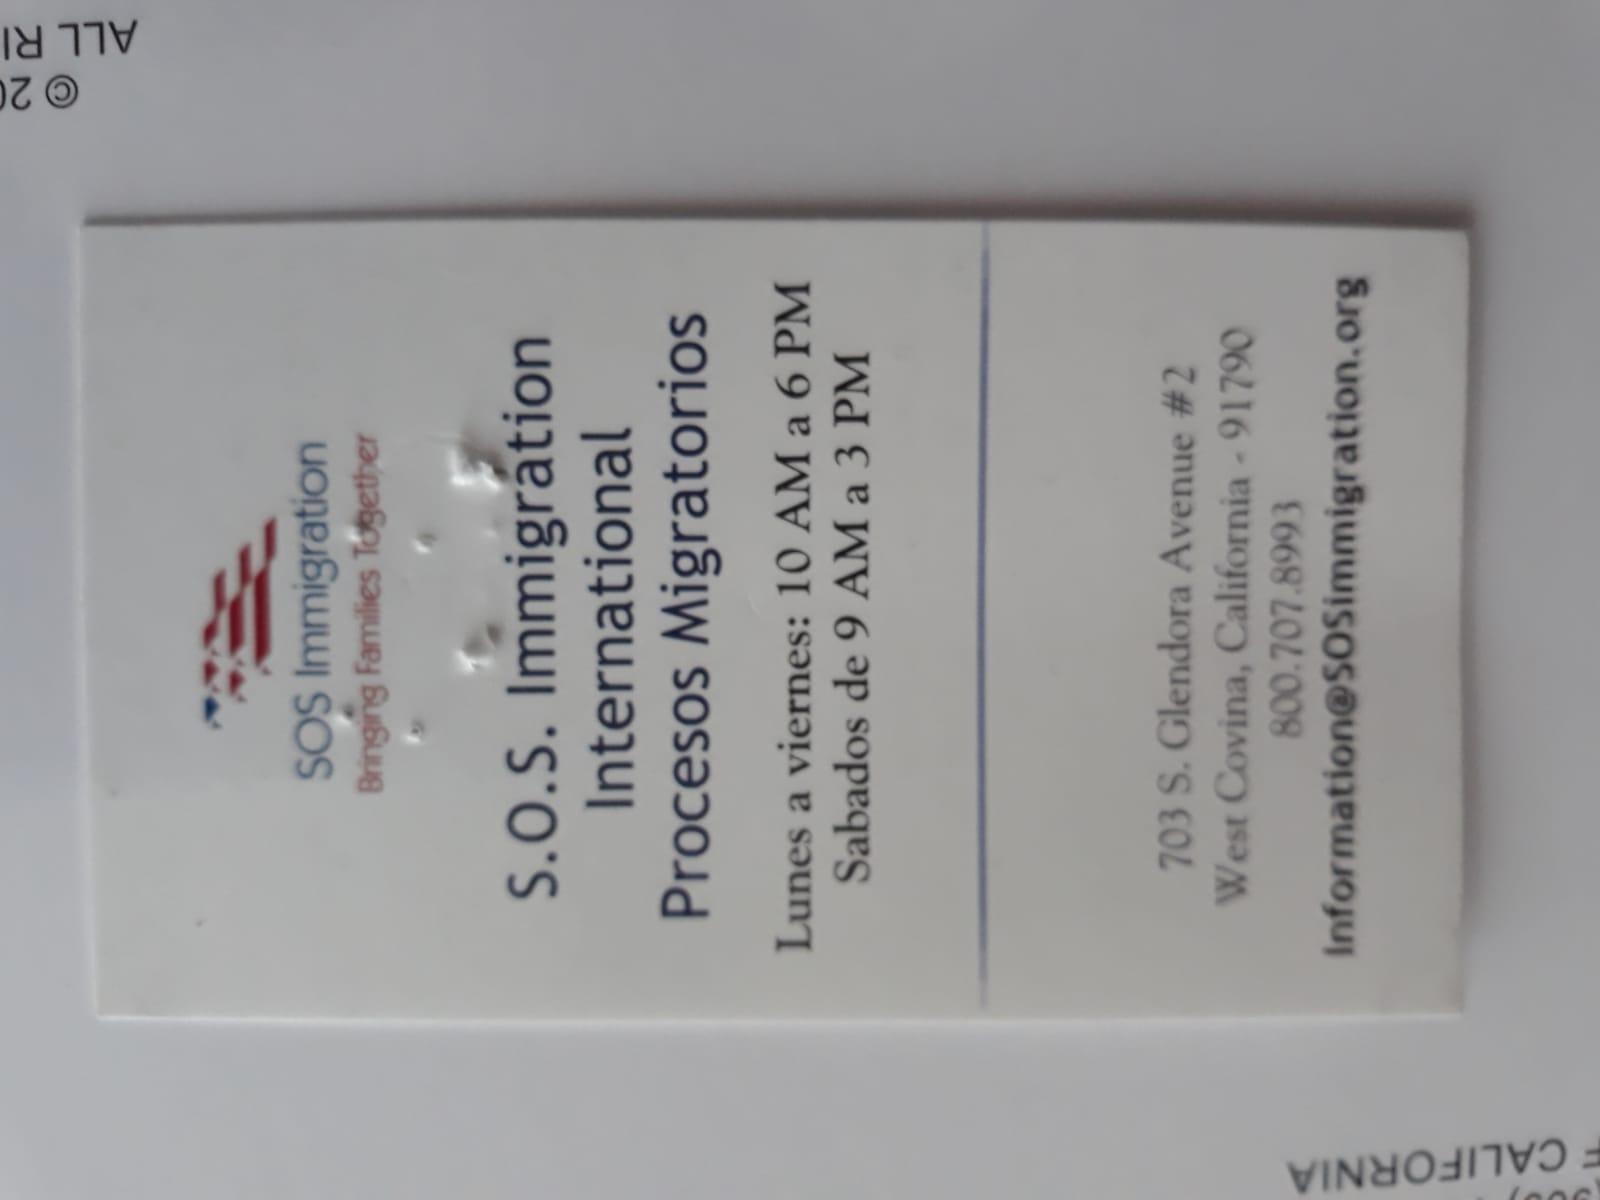 SOS Immigration
Bringing Families Together
S.O.S. Immigration
International
Procesos Migratorios
Lunes a viernes: 10 AM a 6 PM
Sabados de 9 AM a 3 PM
703 S. Glendora Avenue #2
West Covina, California - 91790
800.707.8993
Information@SOSimmigration.org
© 20
ALL RI
F CALIFORNIA